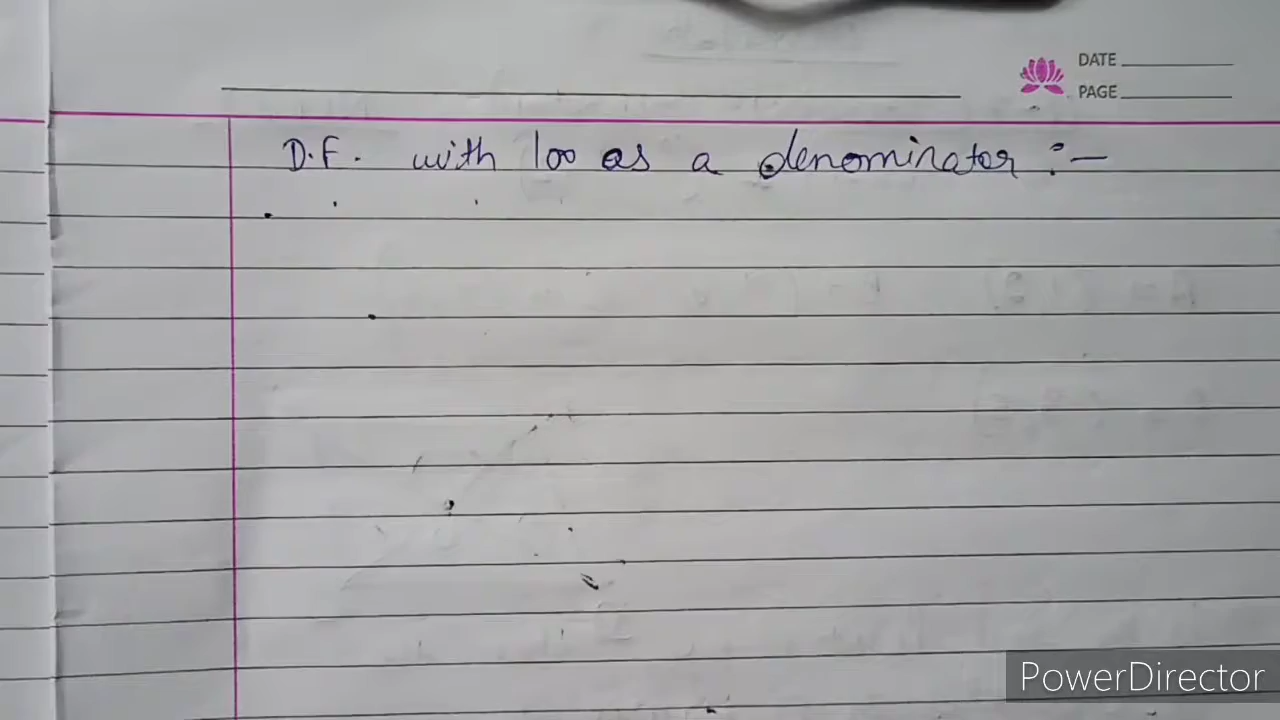 DATE
PAGE
D.F. with 100 as a denominator :-
PowerDirector